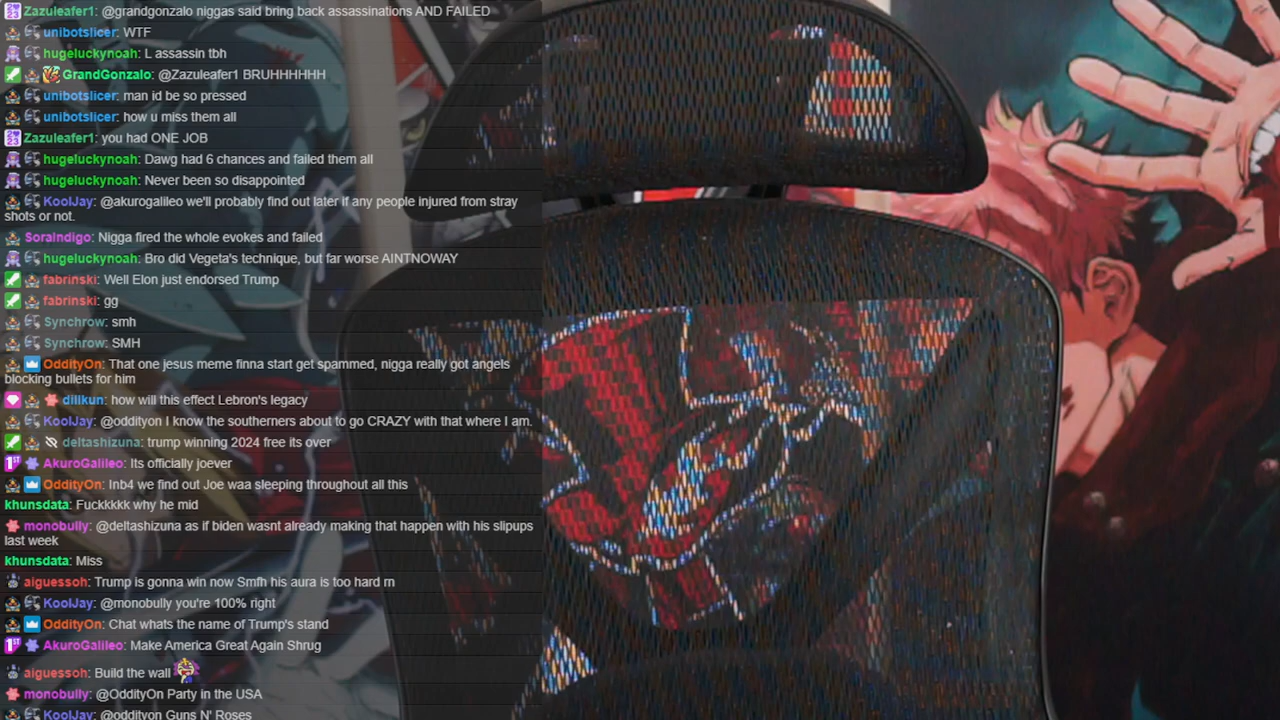 Zazuleafer1: @grandgonzalo niggas said bring back assassinations AND FAILED
unibotslicer: WTF
hugeluckynoah: L assassin tbh
GrandGonzalo: @Zazuleafer1 BRUHHHHHH
unibotslicer: man id be so pressed
unibotslicer: how u miss them all
Zazuleafer1: you had ONE JOB
hugeluckynoah: Dawg had 6 chances and failed them all
hugeluckynoah: Never been so disappointed
KoolJay: @akurogalileo we'll probably find out later if any people injured from stray
shots or not.
SoraIndigo: Nigga fired the whole evokes and failed
hugeluckynoah: Bro did Vegeta's technique, but far worse AINTNOWAY
fabrinski: Well Elon just endorsed Trump
fabrinski: gg
Synchrow: smh
Synchrow: SMH
OddityOn: That one jesus meme finna start get spammed, nigga really got angels
blocking bullets for him
dilikun: how will this effect Lebron's legacy
KoolJay: @oddityon I know the southerners about to go CRAZY with that where I am.
deltashizuna: trump winning 2024 free its over
1ST AkuroGalileo: Its officially joever
OddityOn: Inb4 we find out Joe waa sleeping throughout all this
khunsdata: Fuckkkkk why he mid
monobully: @deltashizuna as if biden wasnt already making that happen with his slipups
last week
khunsdata: Miss
aiguessoh: Trump is gonna win now Smfh his aura is too hard rn
KoolJay: @monobully you're 100% right
OddityOn: Chat whats the name of Trump's stand
1ST AkuroGalileo: Make America Great Again Shrug
aiguessoh: Build the wall
monobully: @OddityOn Party in the USA
KoolJay: @oddityon Guns N' Roses